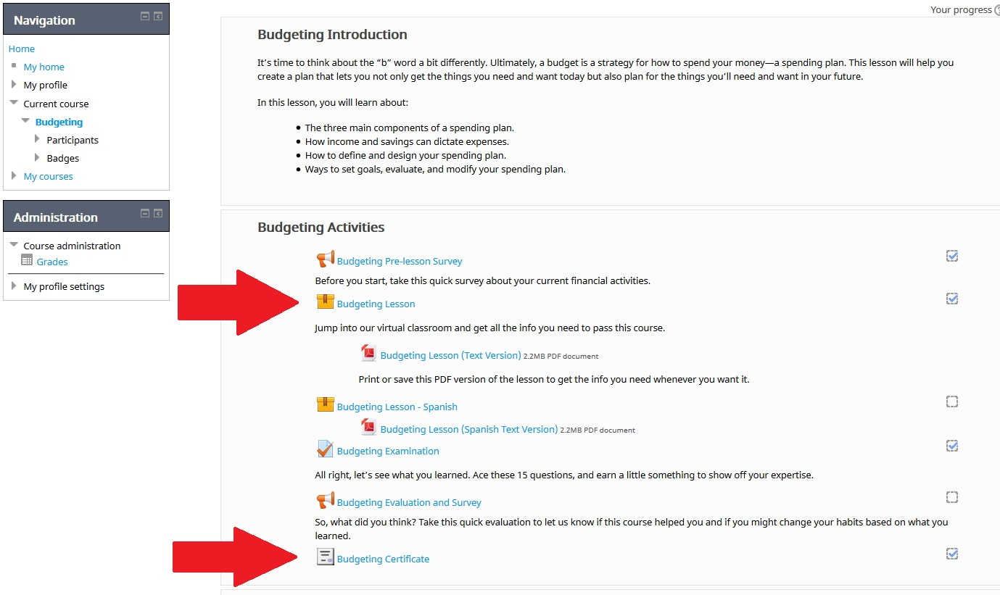 Navigation
Home
My home
My profile
Current course
Budgeting
Participants
Badges
My courses
Administration
Course administration
Grades
My profile settings
Your progress
Budgeting Introduction
It’s time to think about the “b” word a bit differently. Ultimately, a budget is a strategy for how to spend your money—a spending plan. This lesson will help you
create a plan that lets you not only get the things you need and want today but also plan for the things you’ll need and want in your future.
In this lesson, you will learn about:
The three main components of a spending plan.
How income and savings can dictate expenses.
How to define and design your spending plan.
Ways to set goals, evaluate, and modify your spending plan.
Budgeting Activities
Budgeting Pre-lesson Survey
Before you start, take this quick survey about your current financial activities.
Budgeting Lesson
Jump into our virtual classroom and get all the info you need to pass this course.
Budgeting Lesson (Text Version) 2.2MB PDF document
Print or save this PDF version of the lesson to get the info you need whenever you want it.
Budgeting Lesson - Spanish
Budgeting Lesson (Spanish Text Version) 2.2MB PDF document
Budgeting Examination
All right, let’s see what you learned. Ace these 15 questions, and earn a little something to show off your expertise.
Budgeting Evaluation and Survey
So, what did you think? Take this quick evaluation to let us know if this course helped you and if you might change your habits based on what you
learned.
Budgeting Certificate